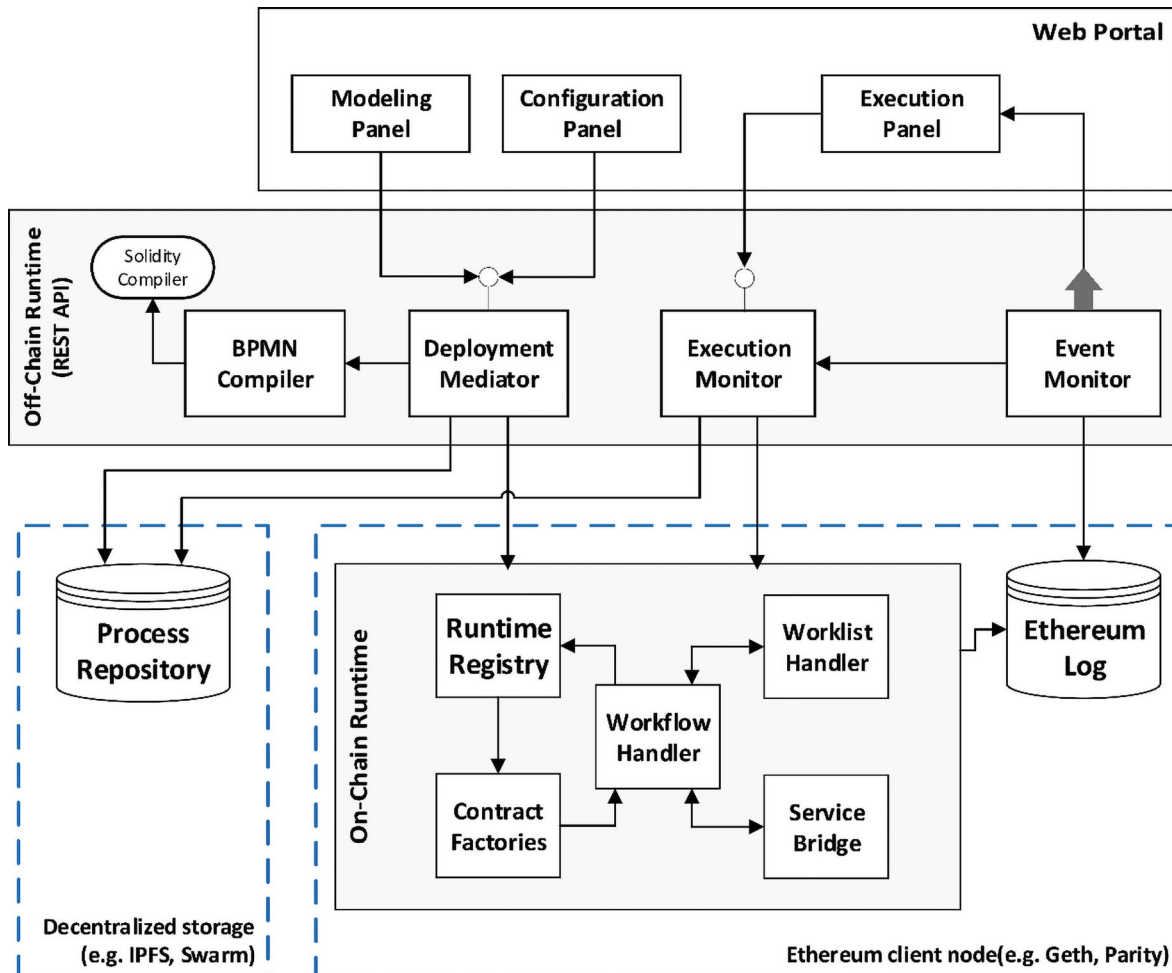 Web Portal
Modeling
Panel
Configuration
Panel
Execution
Panel
Off-Chain Runtime
(REST API)
Solidity
Compiler
BPMN
Compiler
Deployment
Mediator
Execution
Monitor
Event
Monitor
Process
Repository
Decentralized storage
(e.g. IPFS, Swarm)
On-Chain Runtime
Runtime
Registry
Worklist
Handler
Workflow
Handler
Contract
Factories
Service
Bridge
Ethereum
Log
Ethereum client node(e.g. Geth, Parity)